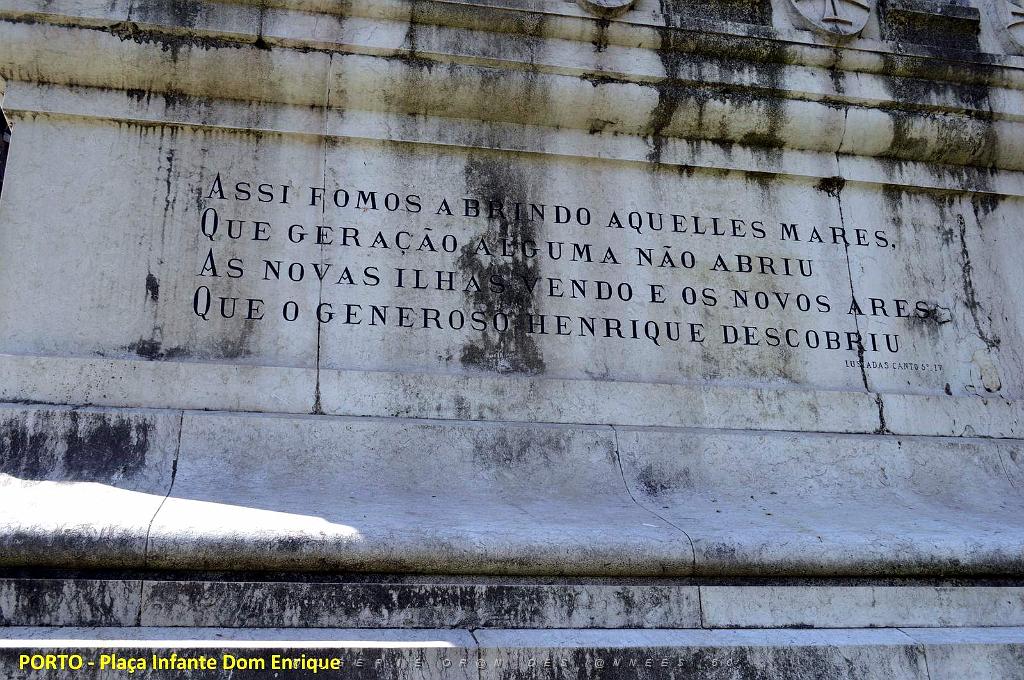 ASSI FOMOS ABRINDO AQUELLES MARES,
QUE GERAÇÃO ALGUMA NÃO ABRIU
AS NOVAS ILHAS VENDO E OS NOVOS ARES
QUE O GENEROSO HENRIQUE DESCOBRIU
LUSIADAS CANTO 5º. 17
PORTO - Plaça Infante Dom Enrique